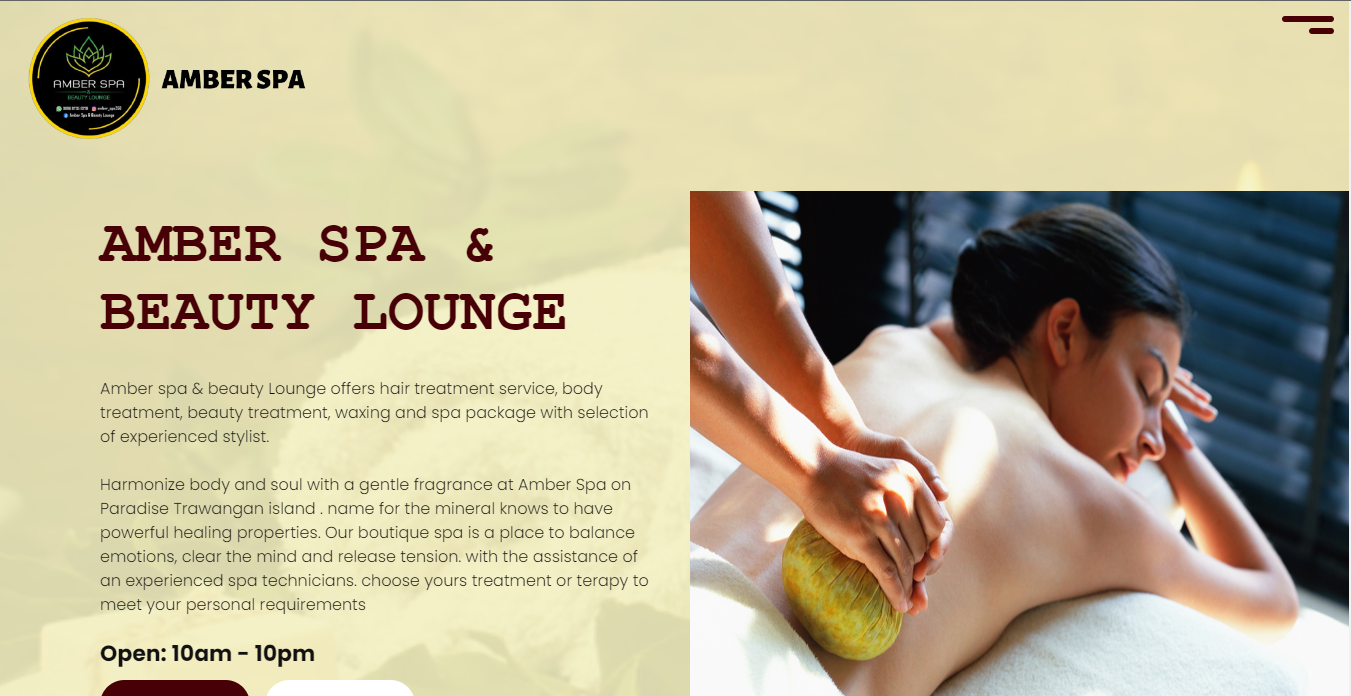 AMBER SPA
&
BEAUTY LOUNGE
Amber Spa & Beauty Lounge
AMBER SPA
AMBER SPA &
BEAUTY LOUNGE
Amber spa & beauty Lounge offers hair treatment service, body
treatment, beauty treatment, waxing and spa package with selection
of experienced stylist.
Harmonize body and soul with a gentle fragrance at Amber Spa on
Paradise Trawangan island . name for the mineral knows to have
powerful healing properties. Our boutique spa is a place to balance
emotions, clear the mind and release tension. with the assistance of
an experienced spa technicians. choose yours treatment or terapy to
meet your personal requirements
Open: 10am - 10pm